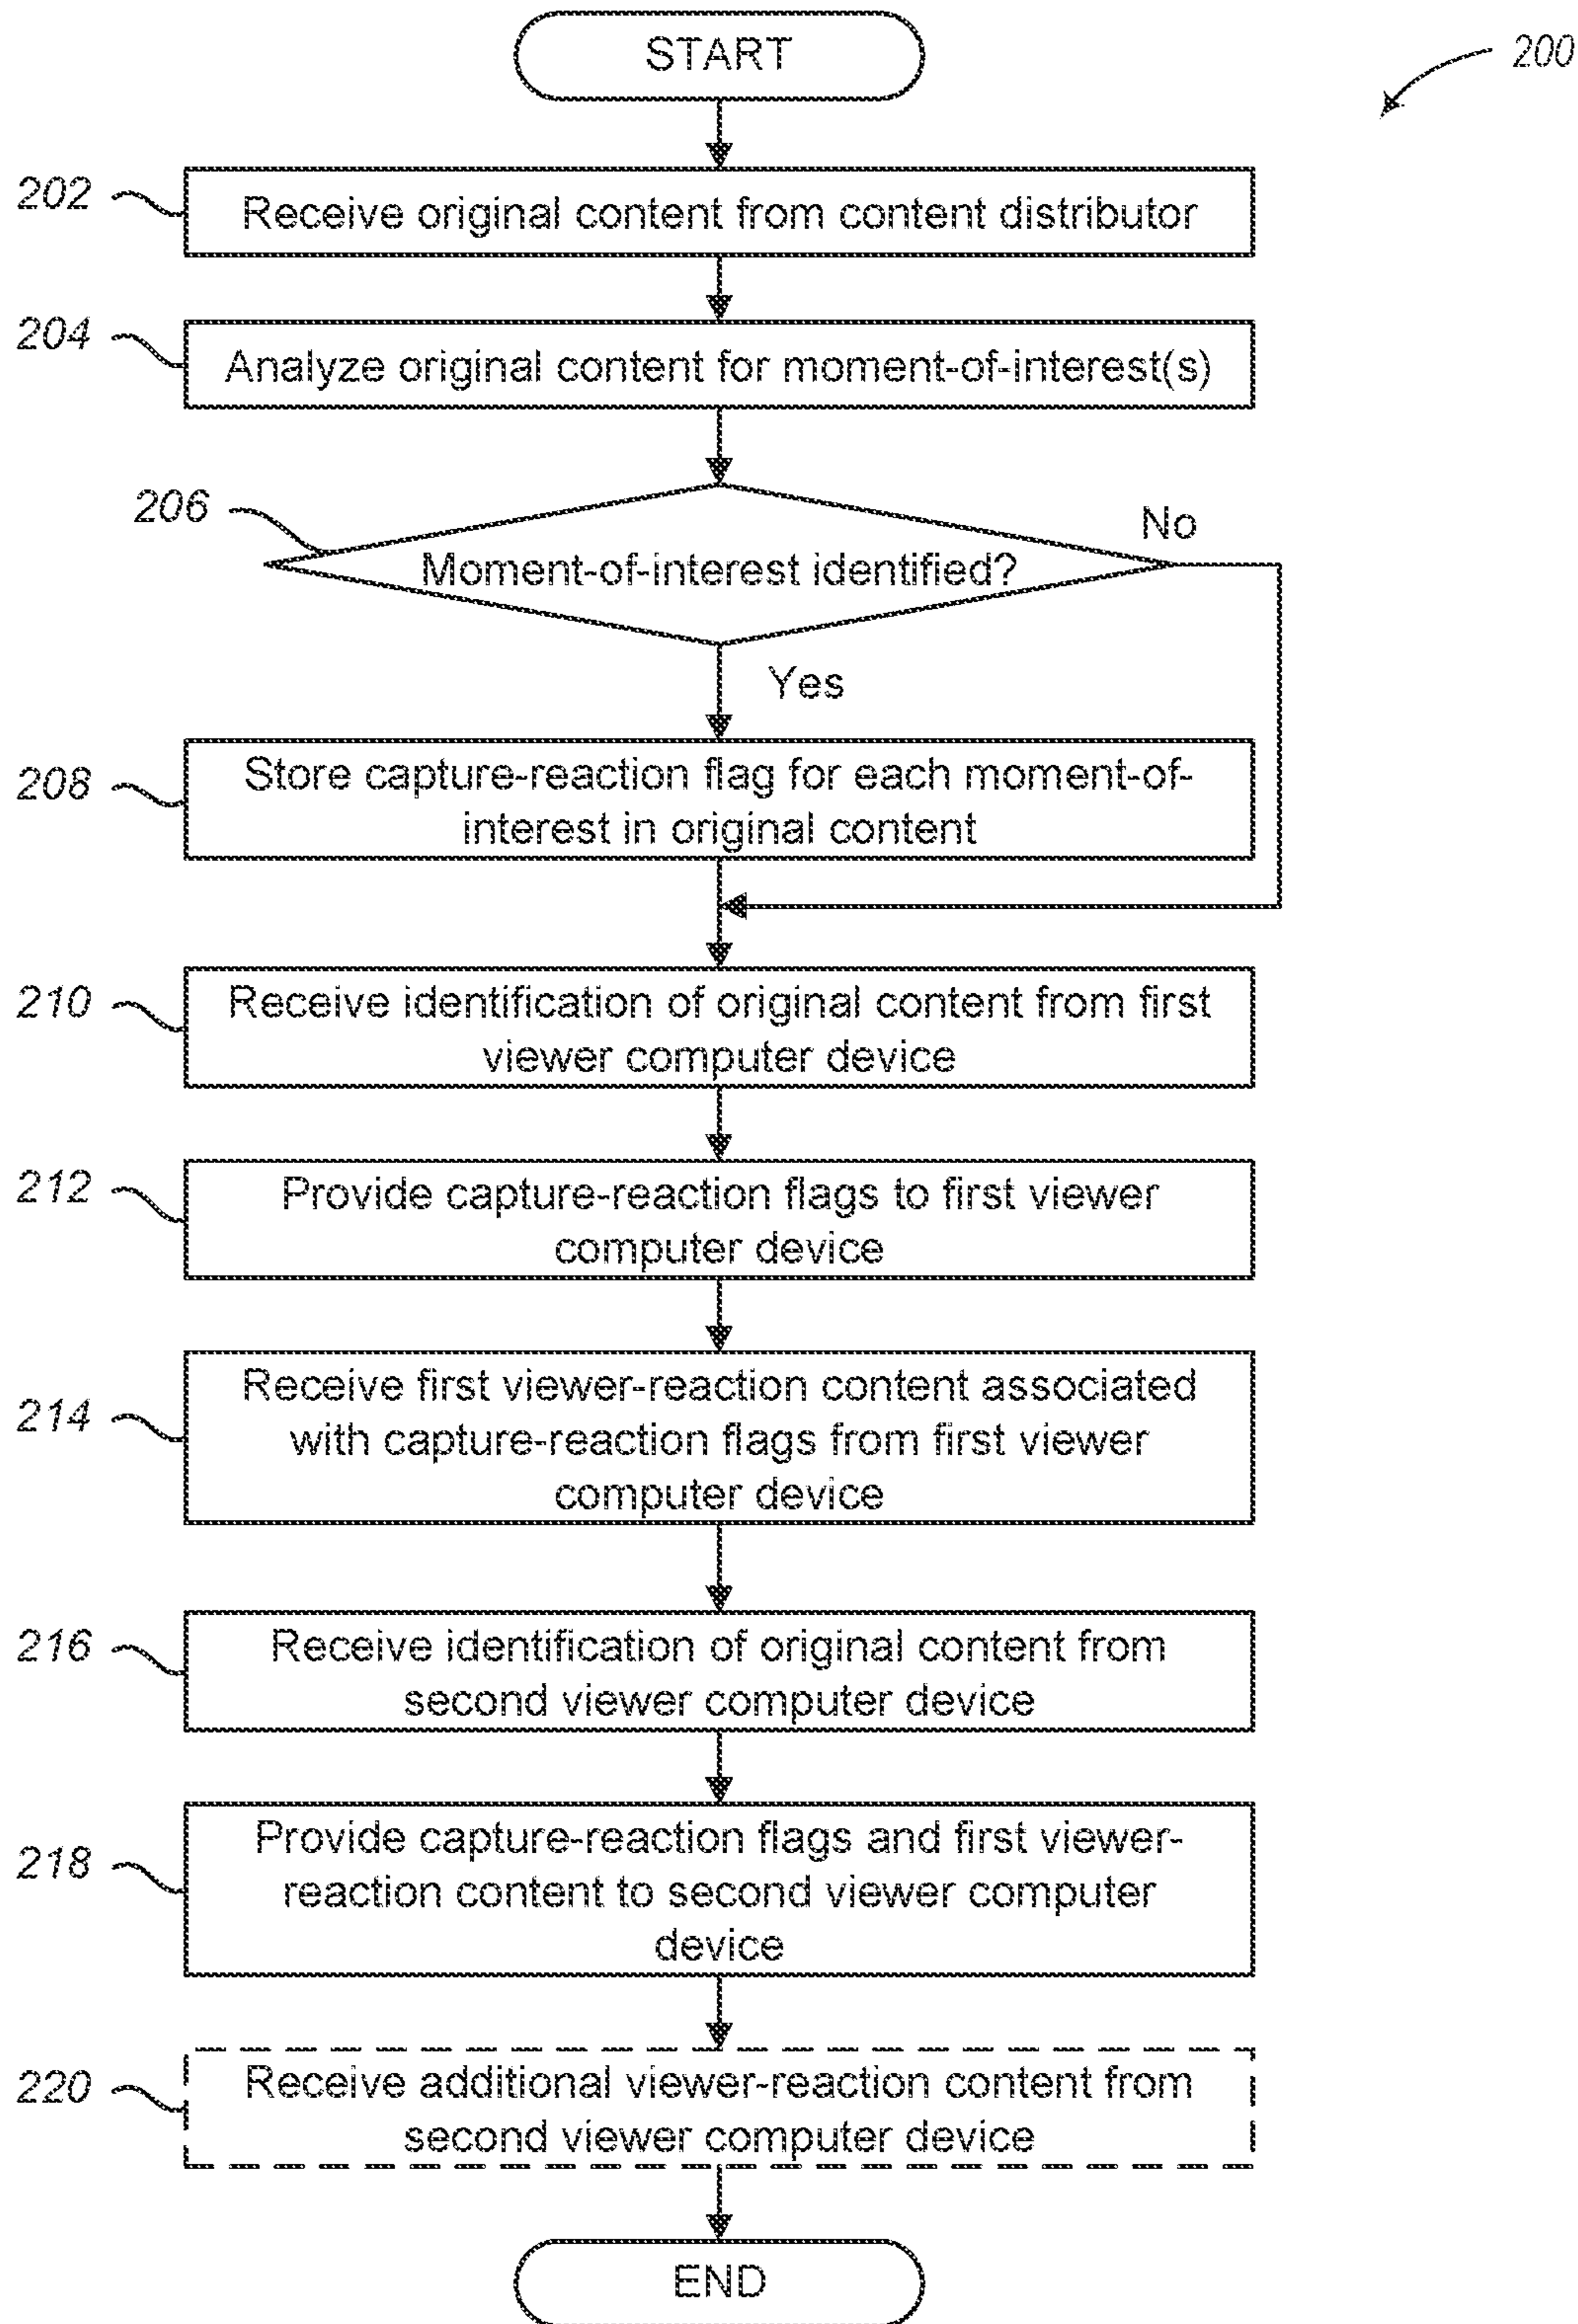 START
200
202
Receive original content from content distributor
204
Analyze original content for moment-of-interest(s)
206
No
Moment-of-interest identified?
Yes
208
Store capture-reaction flag for each moment-of-
interest in original content
210
Receive identification of original content from first
viewer computer device
212
Provide capture-reaction flags to first viewer
computer device
214
Receive first viewer-reaction content associated
with capture-reaction flags from first viewer
computer device
216
Receive identification of original content from
second viewer computer device
218
Provide capture-reaction flags and first viewer-
reaction content to second viewer computer
device
220
Receive additional viewer-reaction content from
second viewer computer device
END